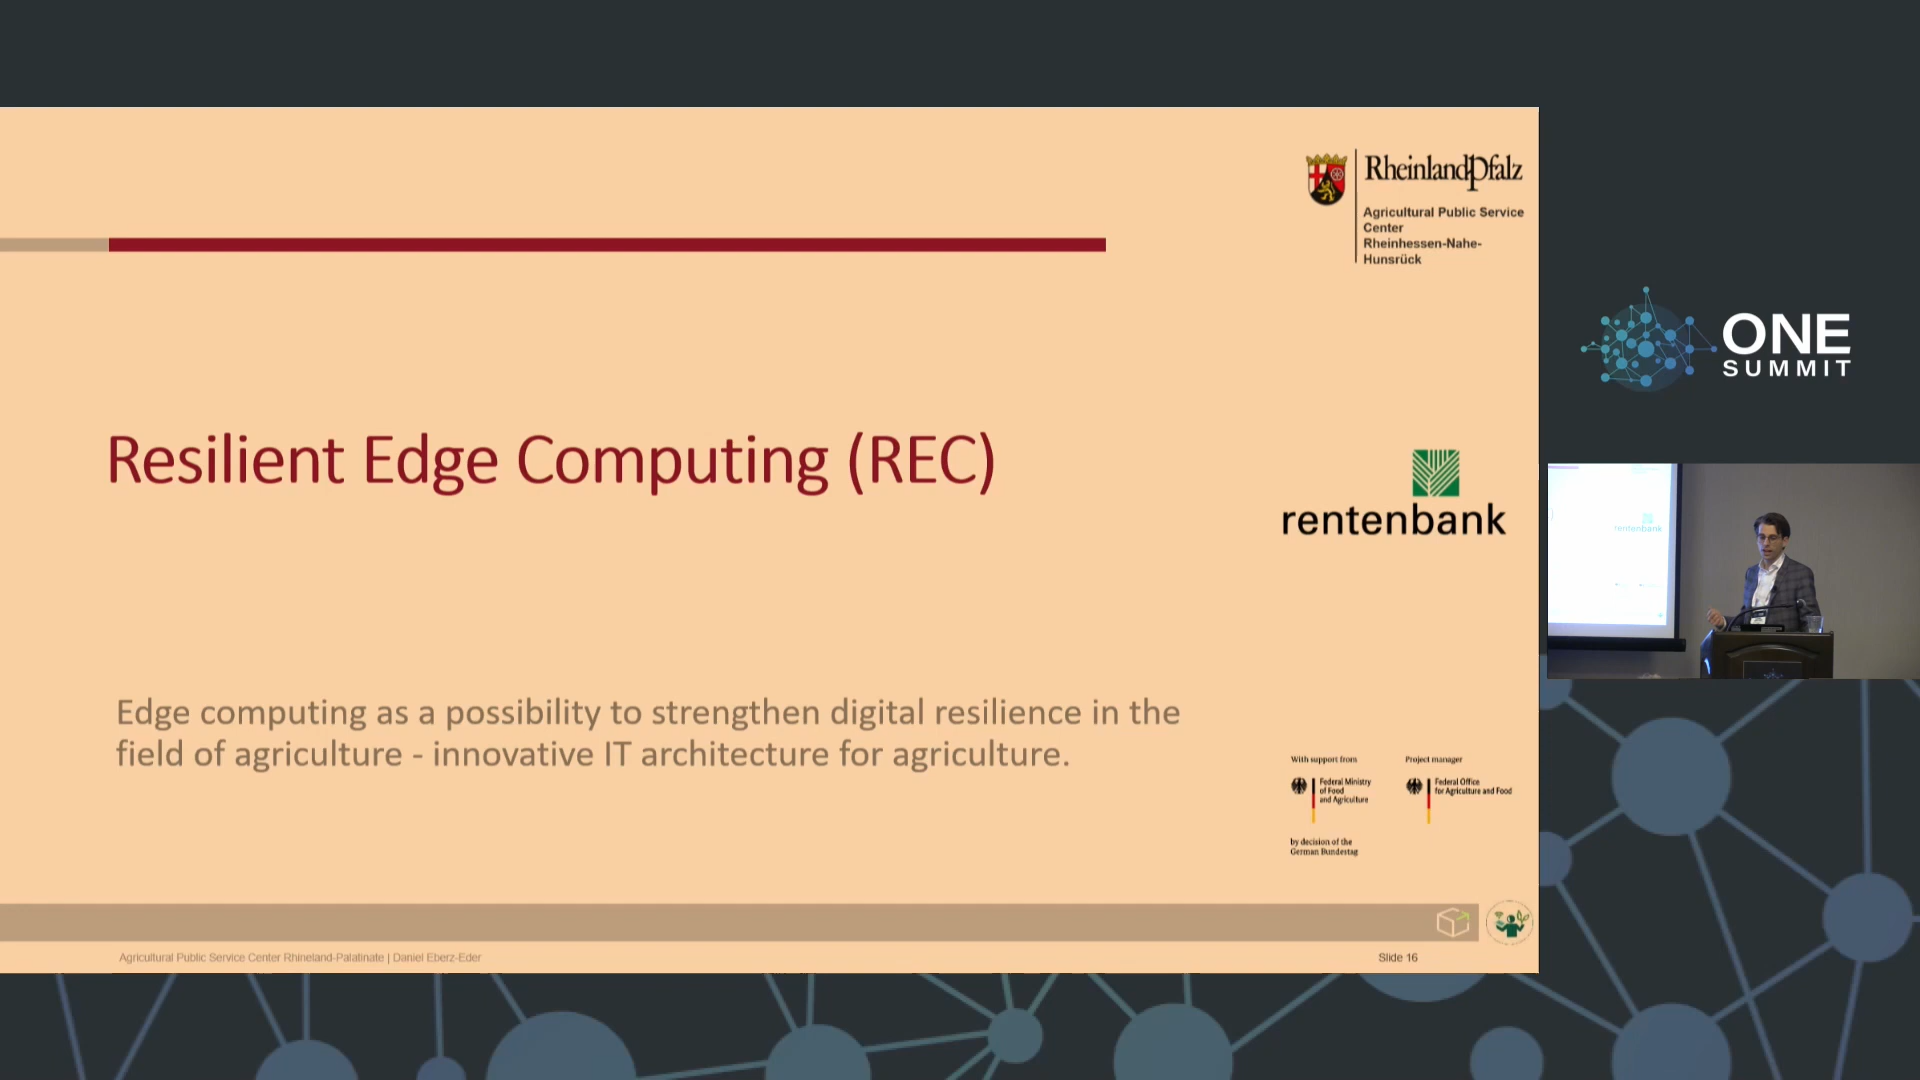 RheinlandPfalz
Agricultural Public Service
Center
Rheinhessen-Nahe-
Hunsrück
ONE
SUMMIT
Resilient Edge Computing (REC)
rentenbank
rentenbank
Edge computing as a possibility to strengthen digital resilience in the
field of agriculture - innovative IT architecture for agriculture.
With support from
Federal Ministry
of Food
and Agriculture
by decision of the
German Bundestag
Project manager
Federal Office
for Agriculture and Food
Agricultural Public Service Center Rhineland-Palatinate | Daniel Eberz-Eder
Slide 16